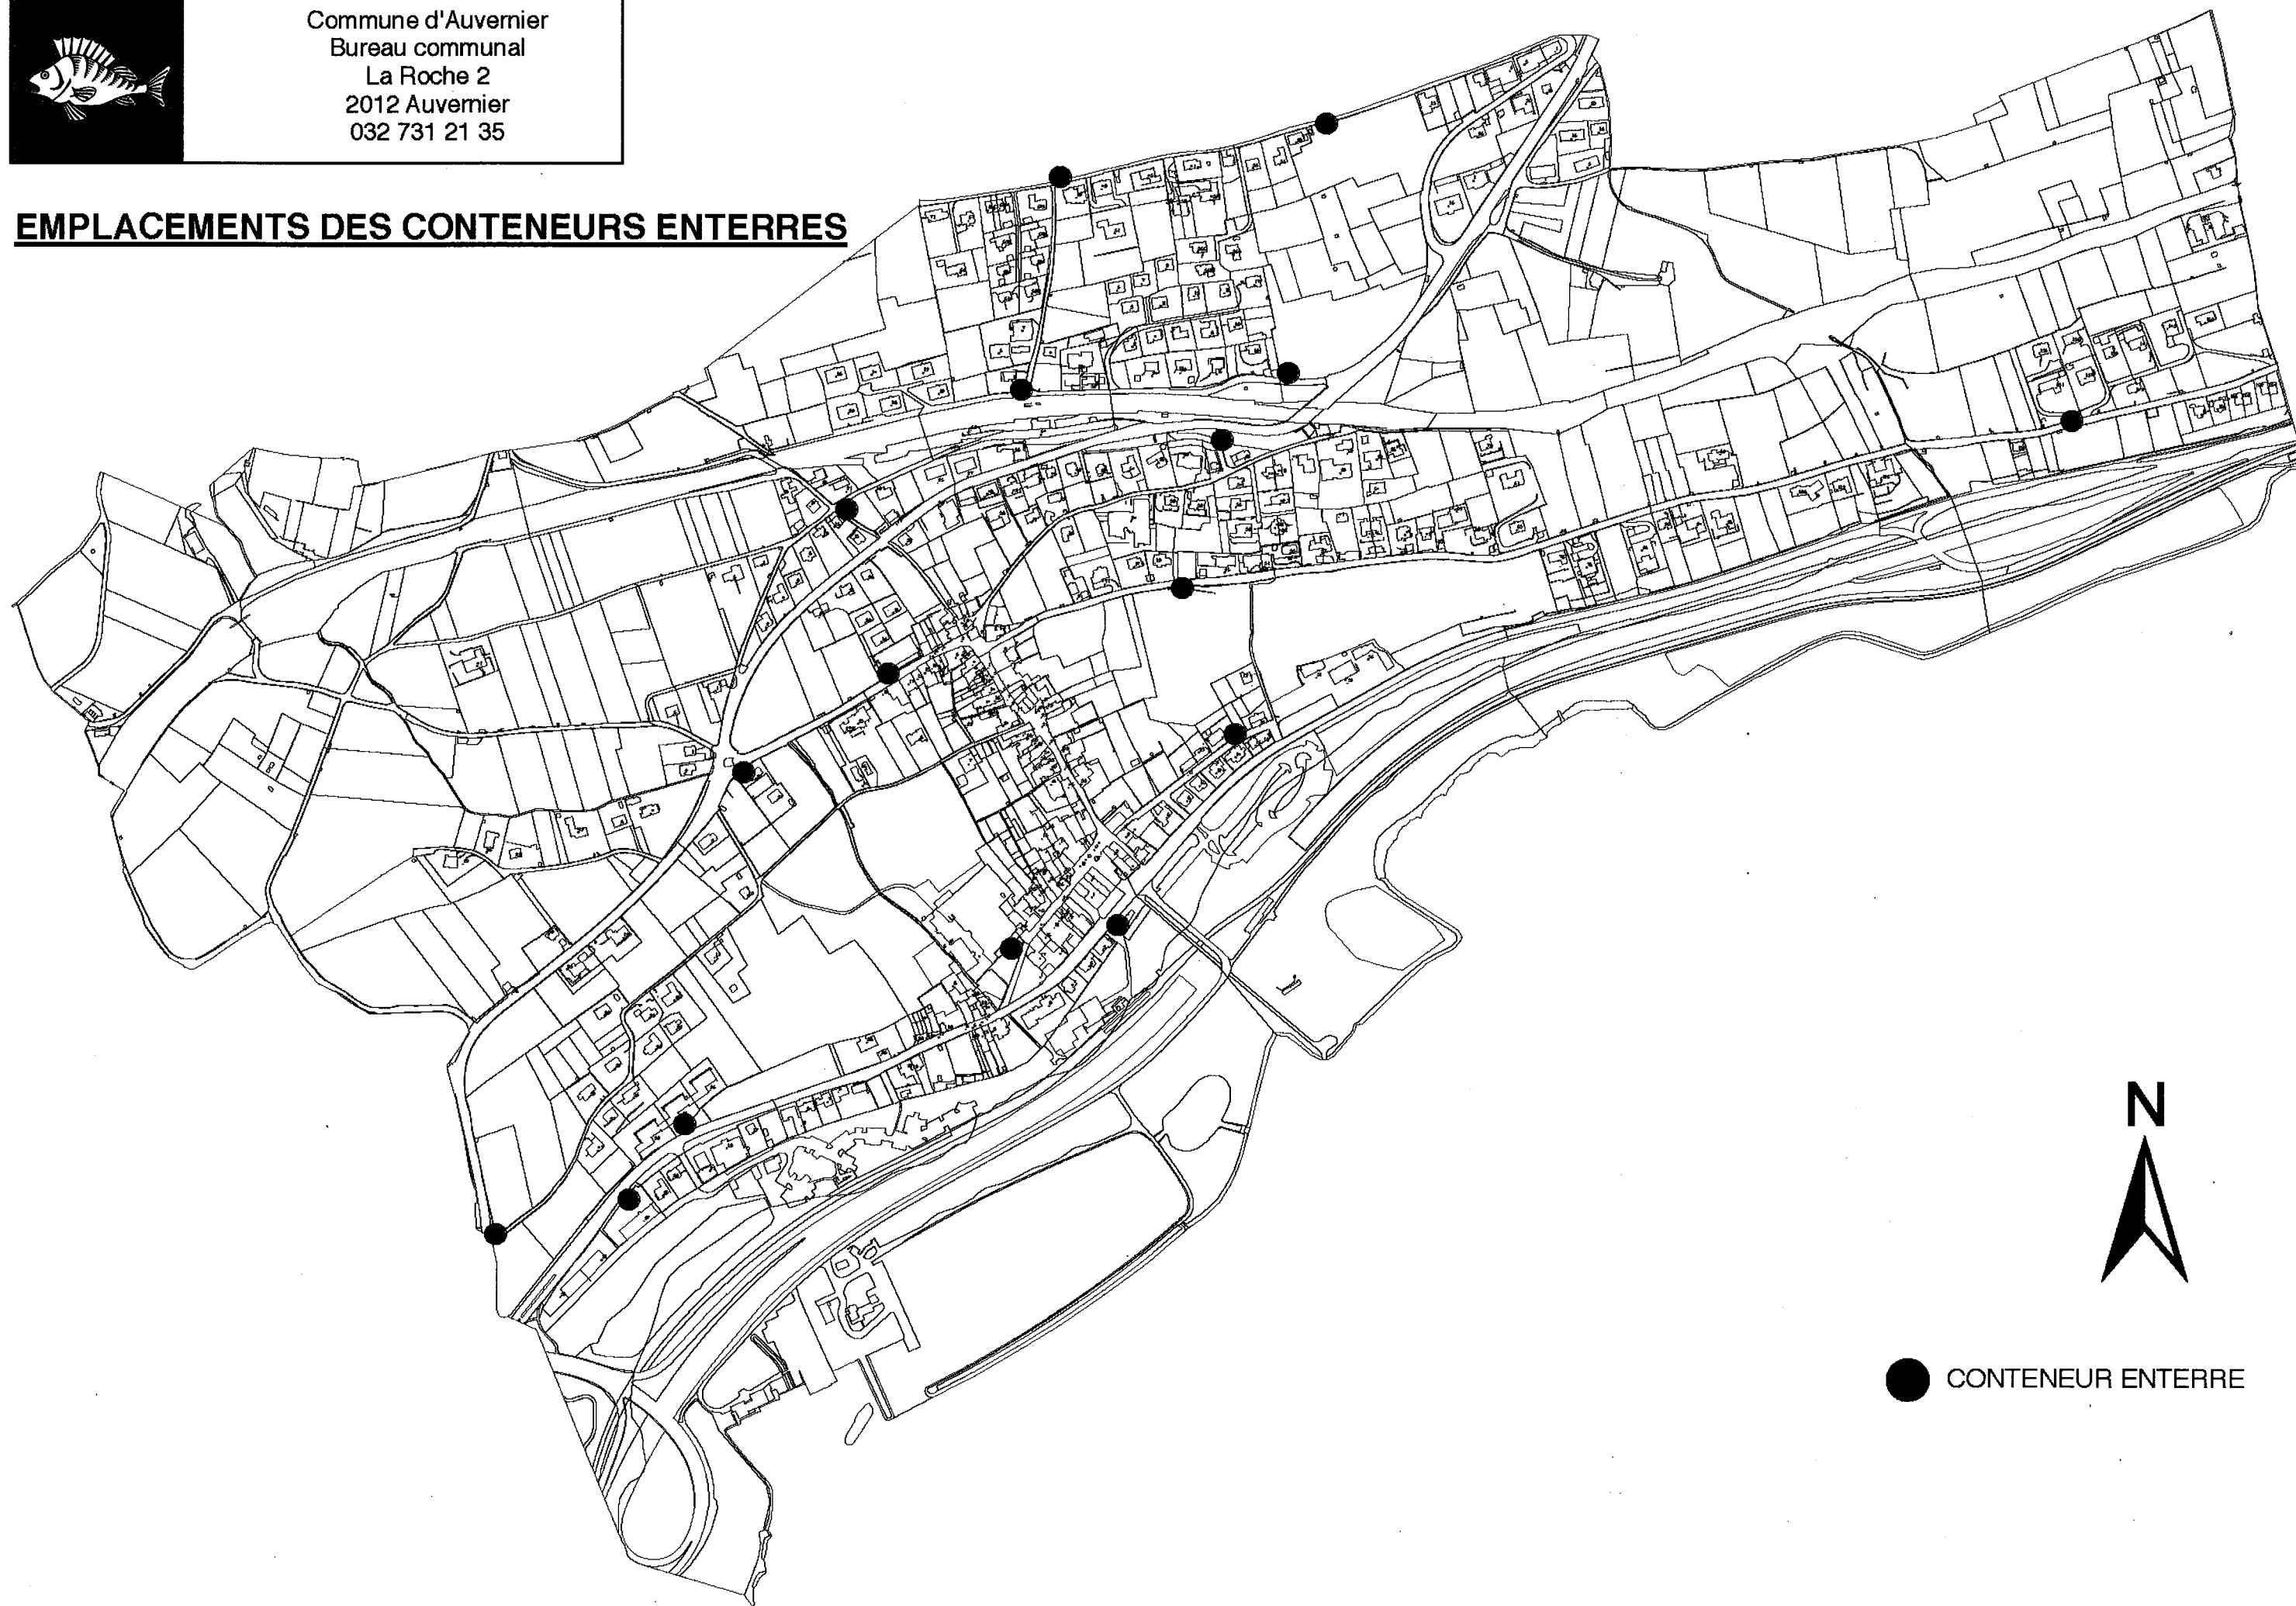 Commune d'Auvernier
Bureau communal
La Roche 2
2012 Auvernier
032 731 21 35
EMPLACEMENTS DES CONTENEURS ENTERRES
N
CONTENEUR ENTERRE